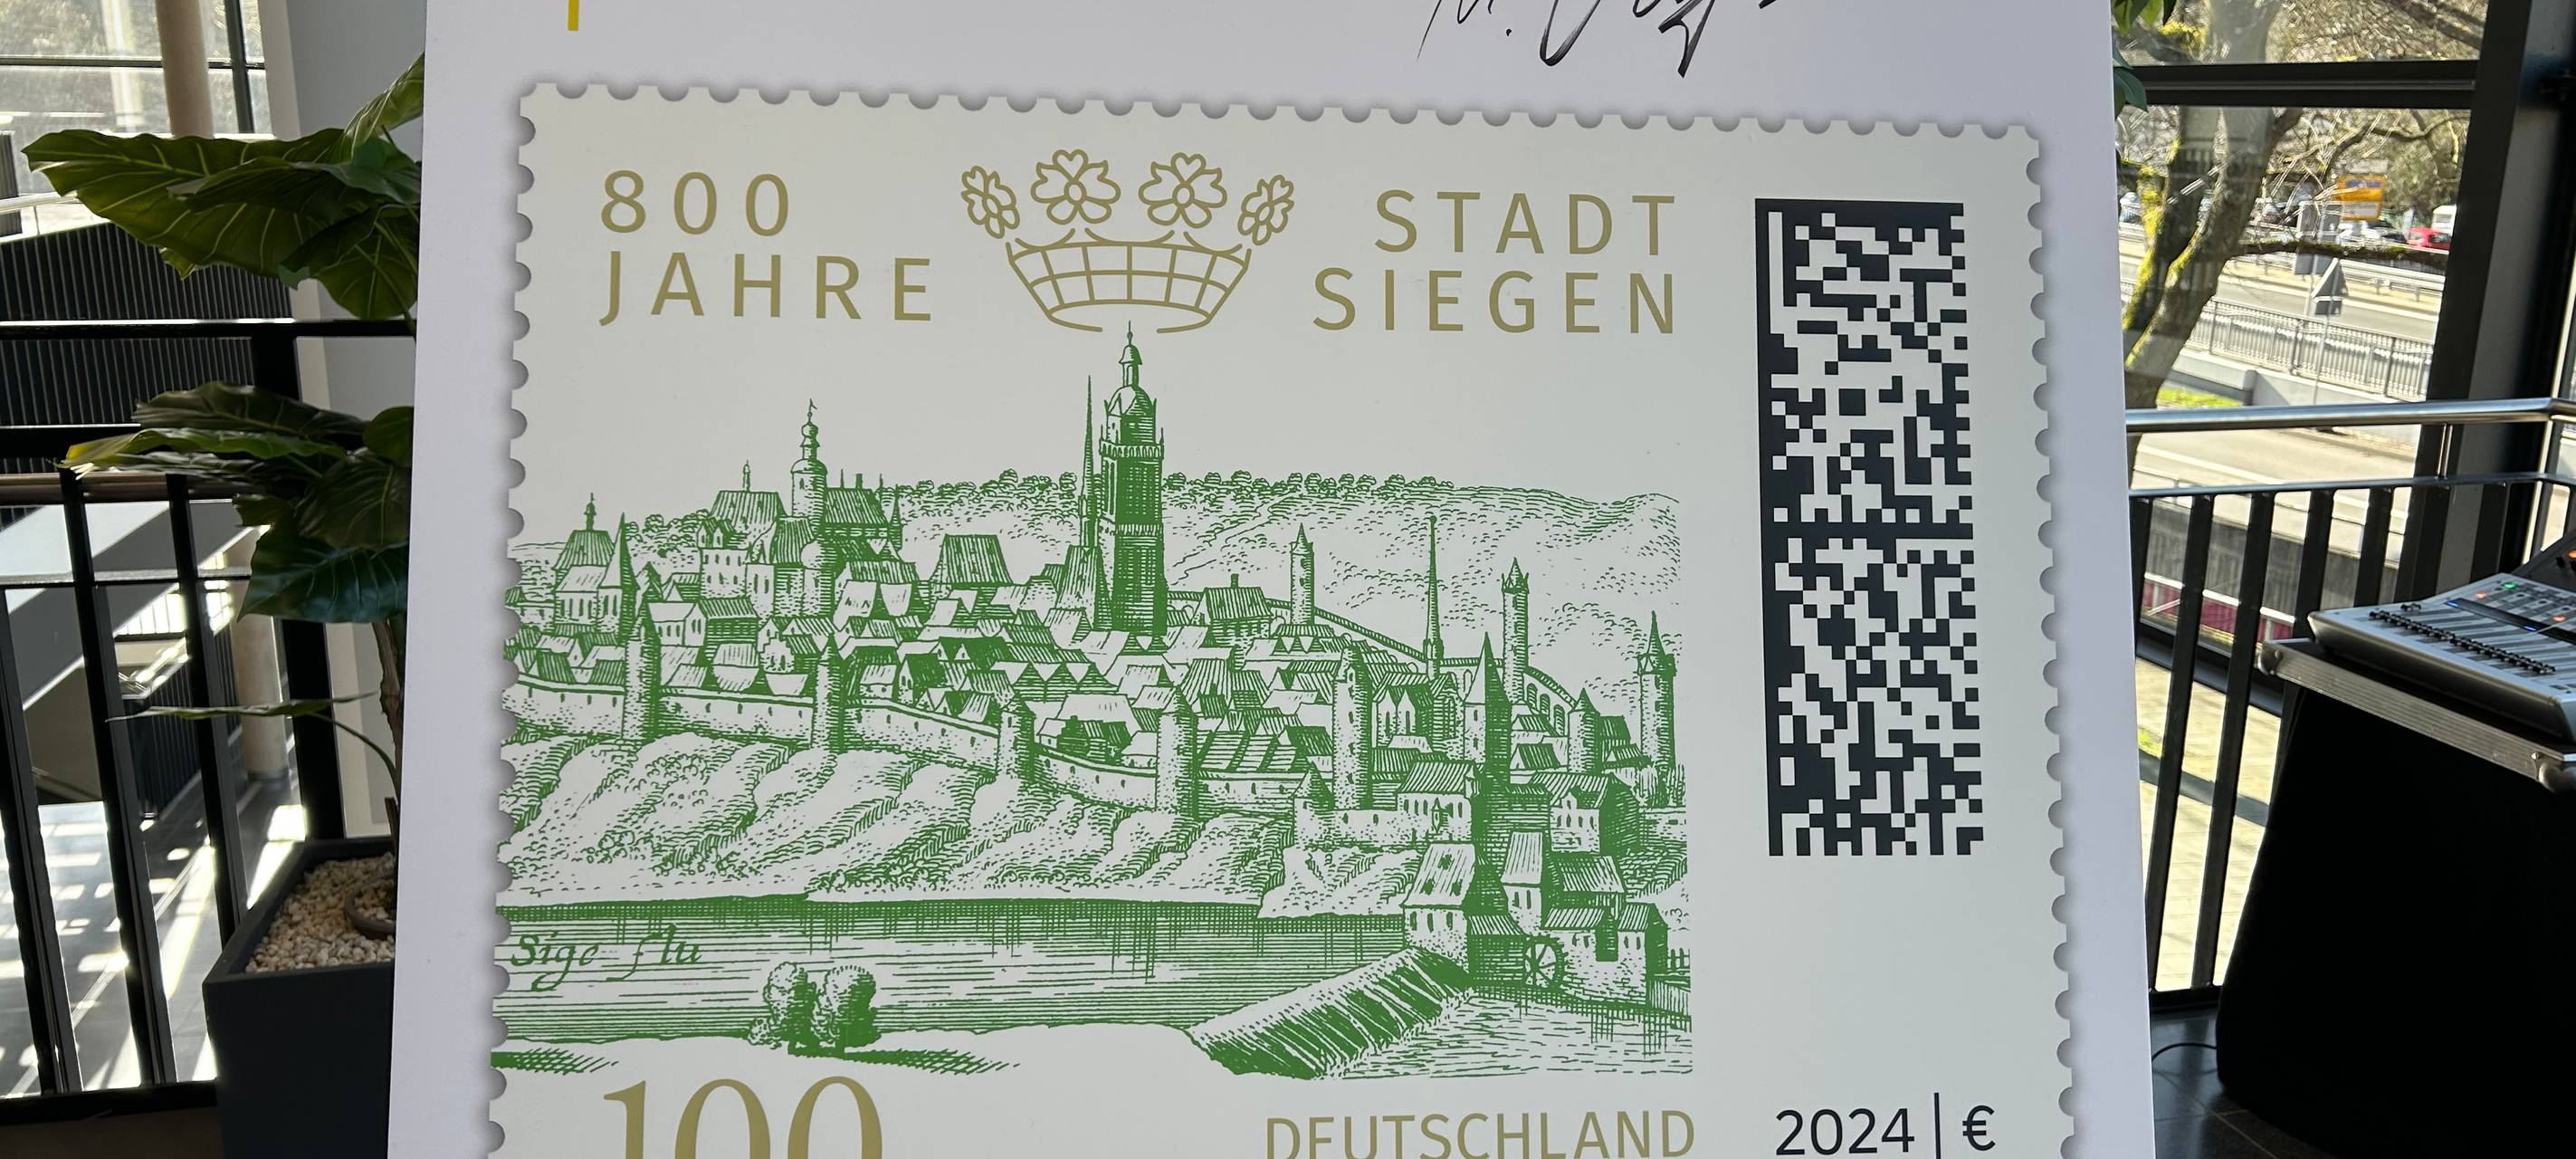 800
JAHRE
STADT
SIEGEN
Sige flu
100
DEUTSCHLAND
2024 | €